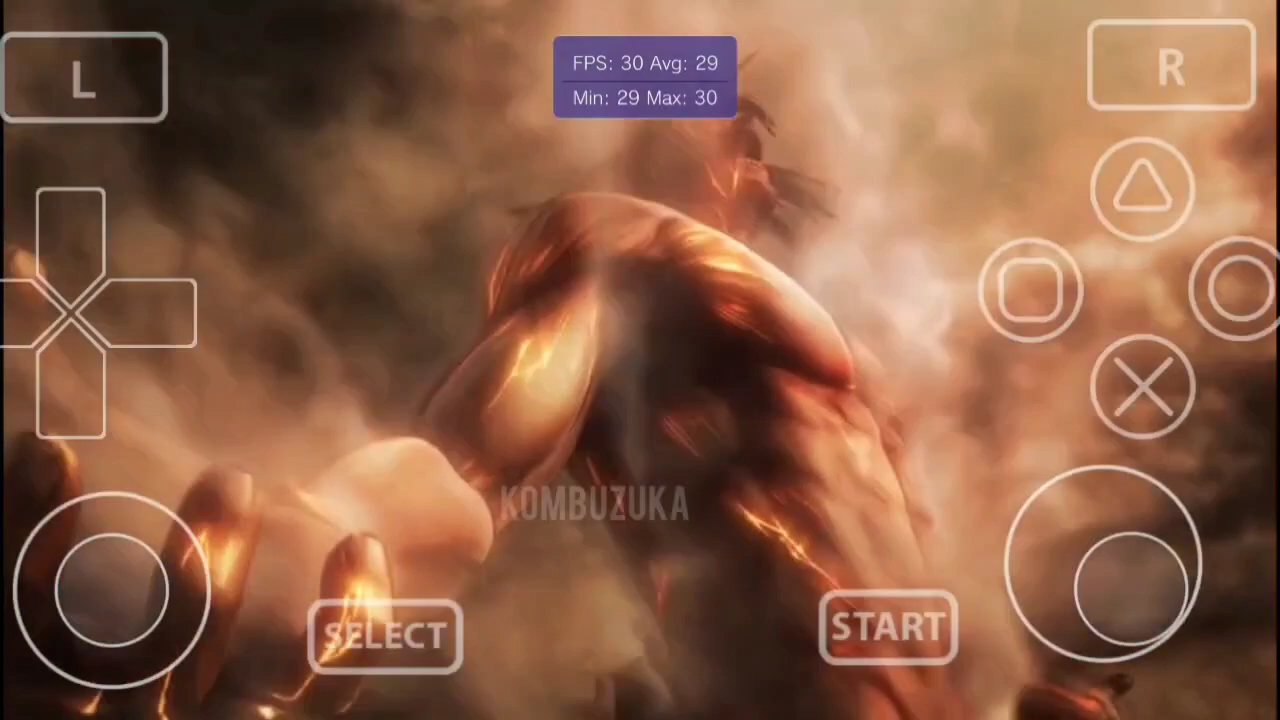 L
FPS: 30 Avg: 29
Min: 29 Max: 30
R
KOMBUZUKA
SELECT
START